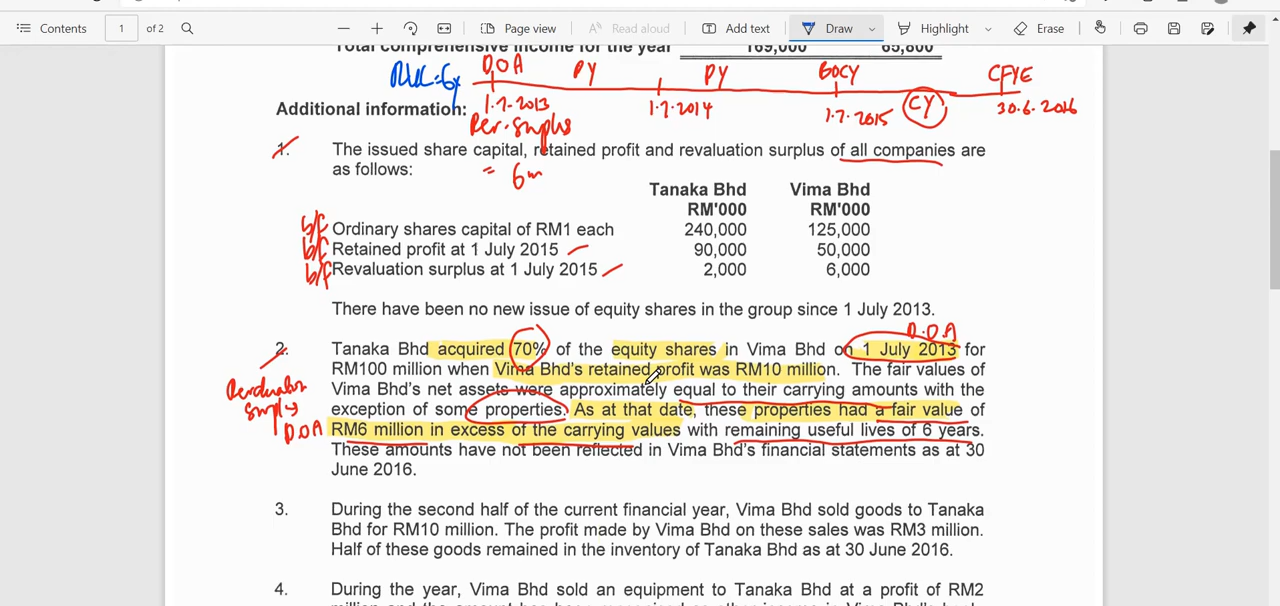 Contents
1
of 2
Page view
Read aloud
Add text
Draw
Highlight
Erase
Total comprehensive income for the year 169,000 65,800
RUL=6y
D.O.A PY PY BOCY CFYE
Additional information:
1.7.2013 1.7.2014 1.7.2015 CY 30.6.2016
1. The issued share capital, retained profit and revaluation surplus of all companies are
as follows:
= 6m
Tanaka Bhd Vima Bhd
RM'000 RM'000
b/f Ordinary shares capital of RM1 each 240,000 125,000
b/f Retained profit at 1 July 2015 90,000 50,000
b/f Revaluation surplus at 1 July 2015 2,000 6,000
There have been no new issue of equity shares in the group since 1 July 2013.
D.O.A
2. Tanaka Bhd acquired 70% of the equity shares in Vima Bhd on 1 July 2013 for
RM100 million when Vima Bhd's retained profit was RM10 million. The fair values of
Vima Bhd's net assets were approximately equal to their carrying amounts with the
exception of some properties. As at that date, these properties had a fair value of
D.O.A RM6 million in excess of the carrying values with remaining useful lives of 6 years.
These amounts have not been reflected in Vima Bhd's financial statements as at 30
June 2016.
3. During the second half of the current financial year, Vima Bhd sold goods to Tanaka
Bhd for RM10 million. The profit made by Vima Bhd on these sales was RM3 million.
Half of these goods remained in the inventory of Tanaka Bhd as at 30 June 2016.
4. During the year, Vima Bhd sold an equipment to Tanaka Bhd at a profit of RM2